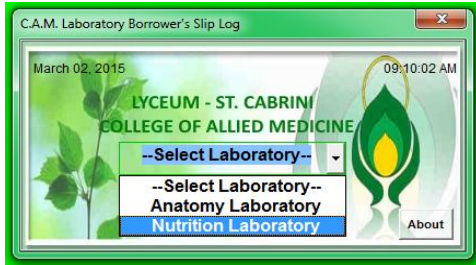 C.A.M. Laboratory Borrower's Slip Log
March 02, 2015 09:10:02 AM
LYCEUM - ST. CABRINI
COLLEGE OF ALLIED MEDICINE
--Select Laboratory--
--Select Laboratory--
Anatomy Laboratory
Nutrition Laboratory
About